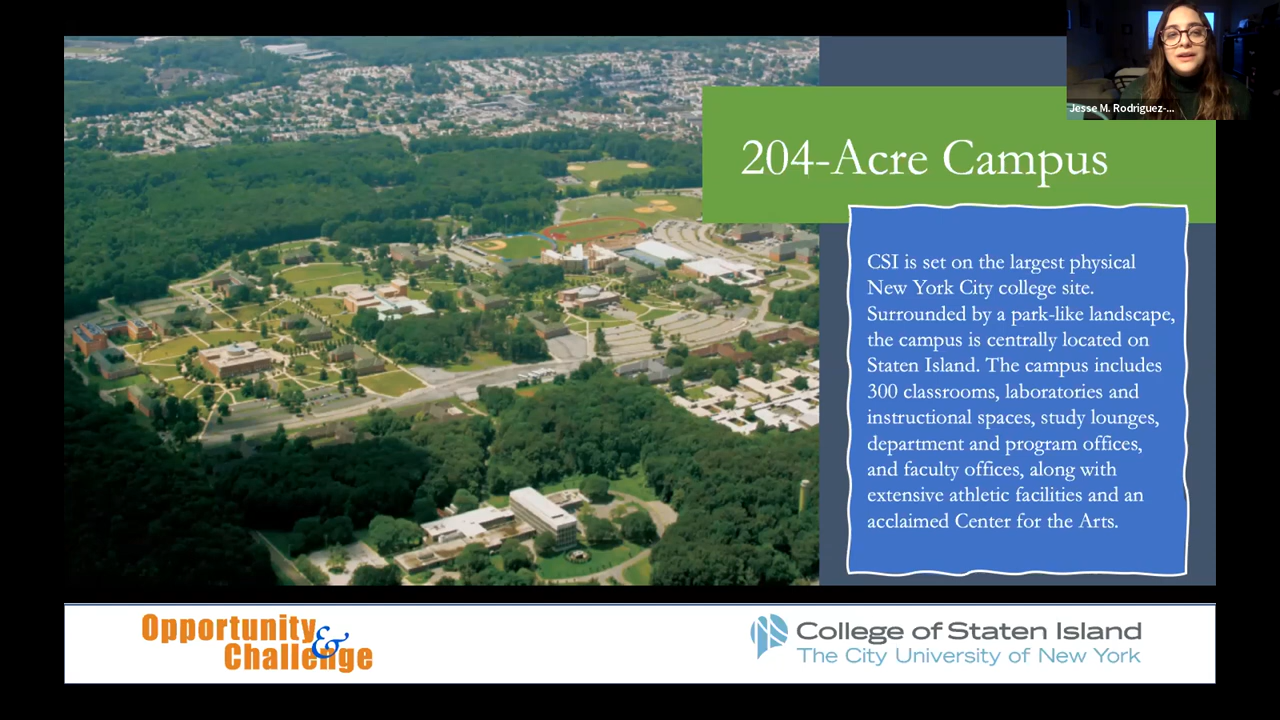 Jesse M. Rodriguez-...
204-Acre Campus
CSI is set on the largest physical
New York City college site.
Surrounded by a park-like landscape,
the campus is centrally located on
Staten Island. The campus includes
300 classrooms, laboratories and
instructional spaces, study lounges,
department and program offices,
and faculty offices, along with
extensive athletic facilities and an
acclaimed Center for the Arts.
Opportunity &
Challenge
College of Staten Island
The City University of New York